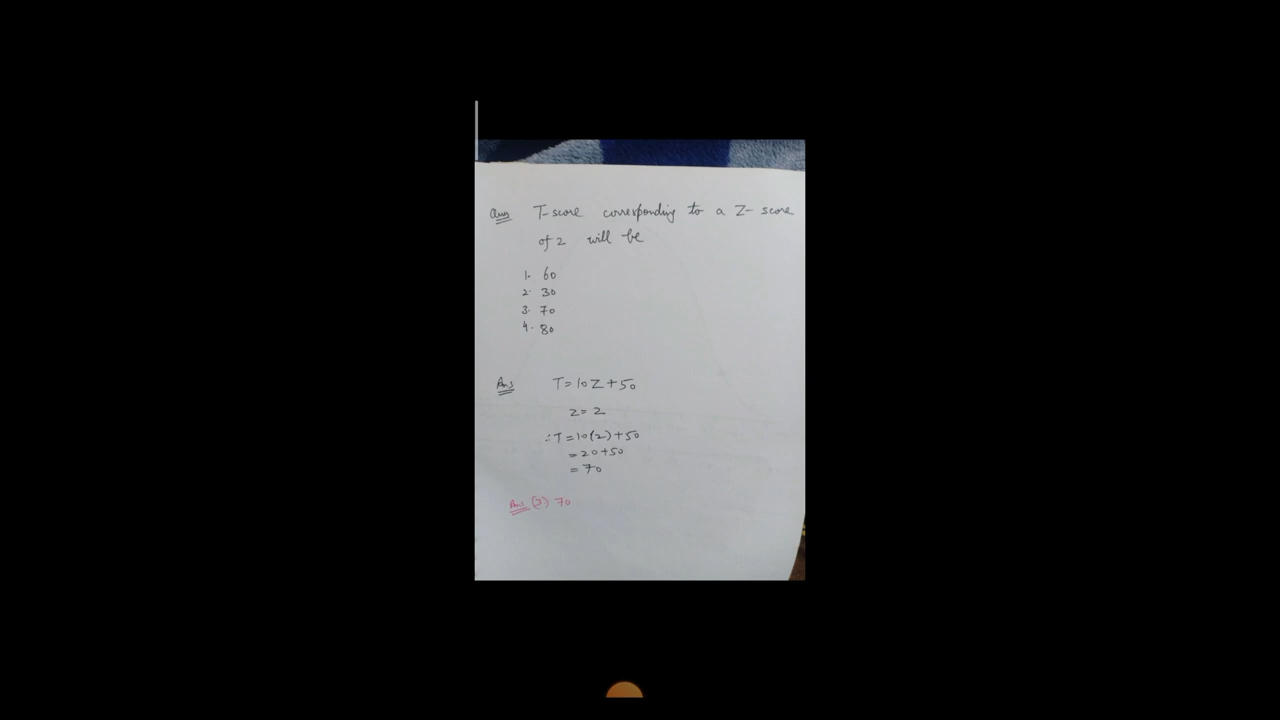 Ques T-score corresponding to a Z-score
of 2 will be
1. 60
2. 30
3. 70
4. 80
Ans T=10Z+50
Z=2
∴T=10(2)+50
=20+50
=70
Ans (3) 70